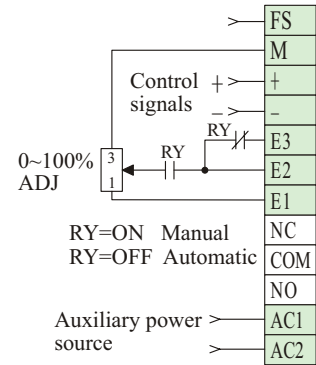 FS
M
Control + +
signals − −
RY E3
0~100% 3 RY E2
ADJ 1
E1
RY=ON Manual NC
RY=OFF Automatic COM
NO
Auxiliary power AC1
source AC2